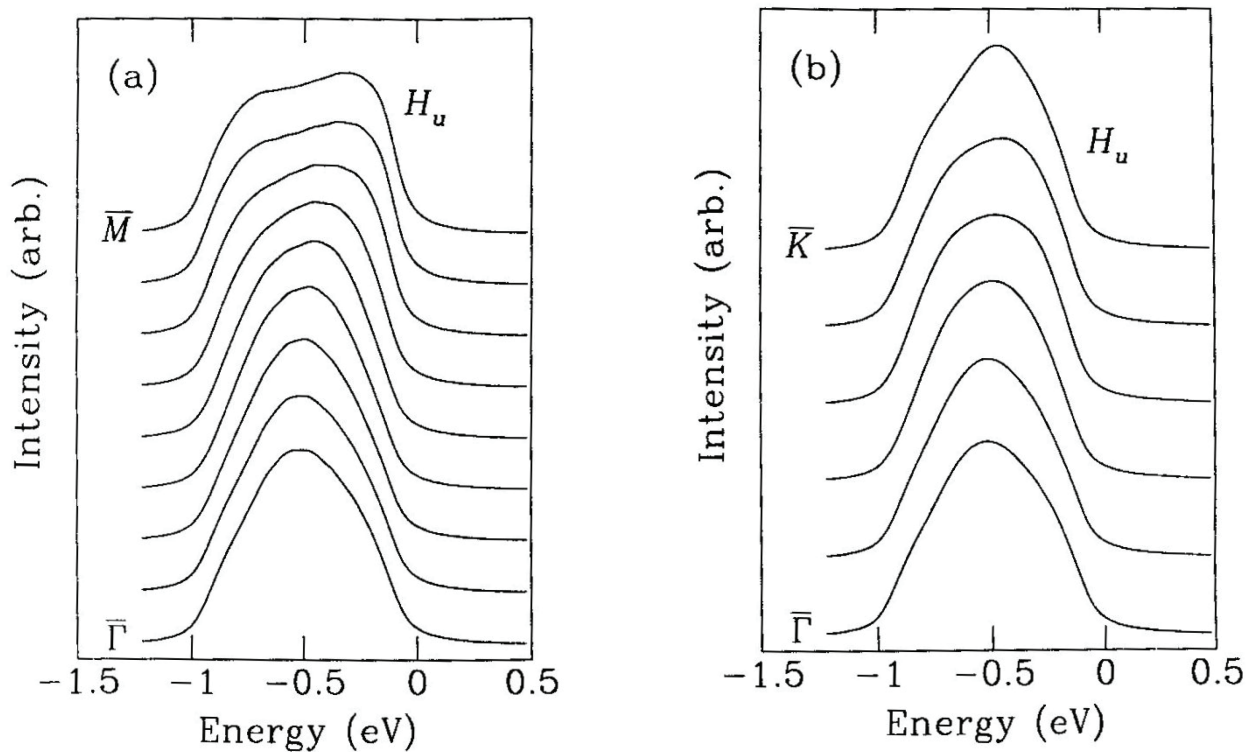 (a)
H_u
M̅
Γ̅
Intensity (arb.)
−1.5 −1 −0.5 0 0.5
Energy (eV)
(b)
H_u
K̅
Γ̅
Intensity (arb.)
−1.5 −1 −0.5 0 0.5
Energy (eV)